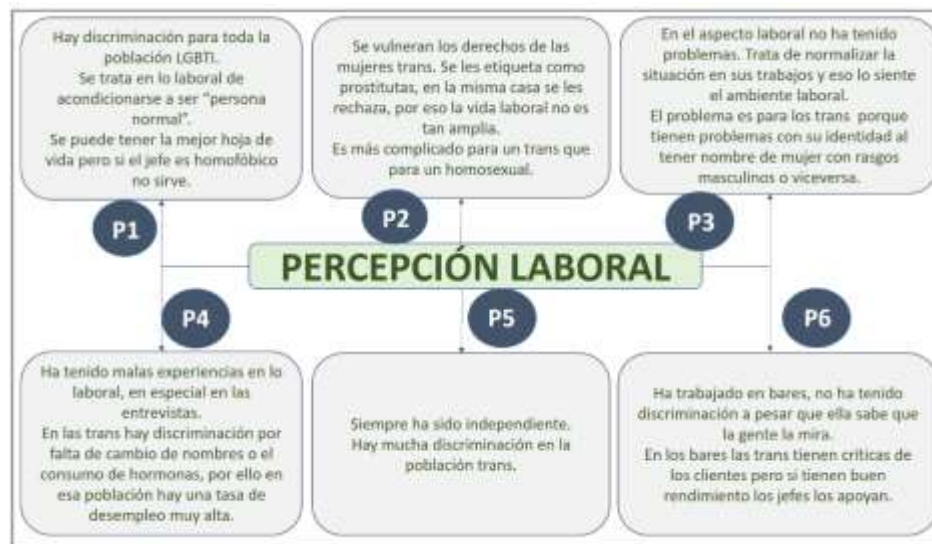 Hay discriminación para toda la
población LGBTI.
Se trata en lo laboral de
acondicionarse a ser "persona
normal".
Se puede tener la mejor hoja de
vida pero si el jefe es homofóbico
no sirve.
P1
Se vulneran los derechos de las
mujeres trans. Se les etiqueta como
prostitutas, en la misma casa se les
rechaza, por eso la vida laboral no es
tan amplia.
Es más complicado para un trans que
para un homosexual.
P2
En el aspecto laboral no ha tenido
problemas. Trata de normalizar la
situación en sus trabajos y eso lo siente
el ambiente laboral.
El problema es para los trans porque
tienen problemas con su identidad al
tener nombre de mujer con rasgos
masculinos o viceversa.
P3
PERCEPCIÓN LABORAL
P4
Ha tenido malas experiencias en lo
laboral, en especial en las
entrevistas.
En las trans hay discriminación por
falta de cambio de nombres o el
consumo de hormonas, por ello en
esa población hay una tasa de
desempleo muy alta.
P5
Siempre ha sido independiente.
Hay mucha discriminación en la
población trans.
P6
Ha trabajado en bares, no ha tenido
discriminación a pesar que ella sabe que
la gente la mira.
En los bares las trans tienen críticas de
los clientes pero si tienen buen
rendimiento los jefes los apoyan.